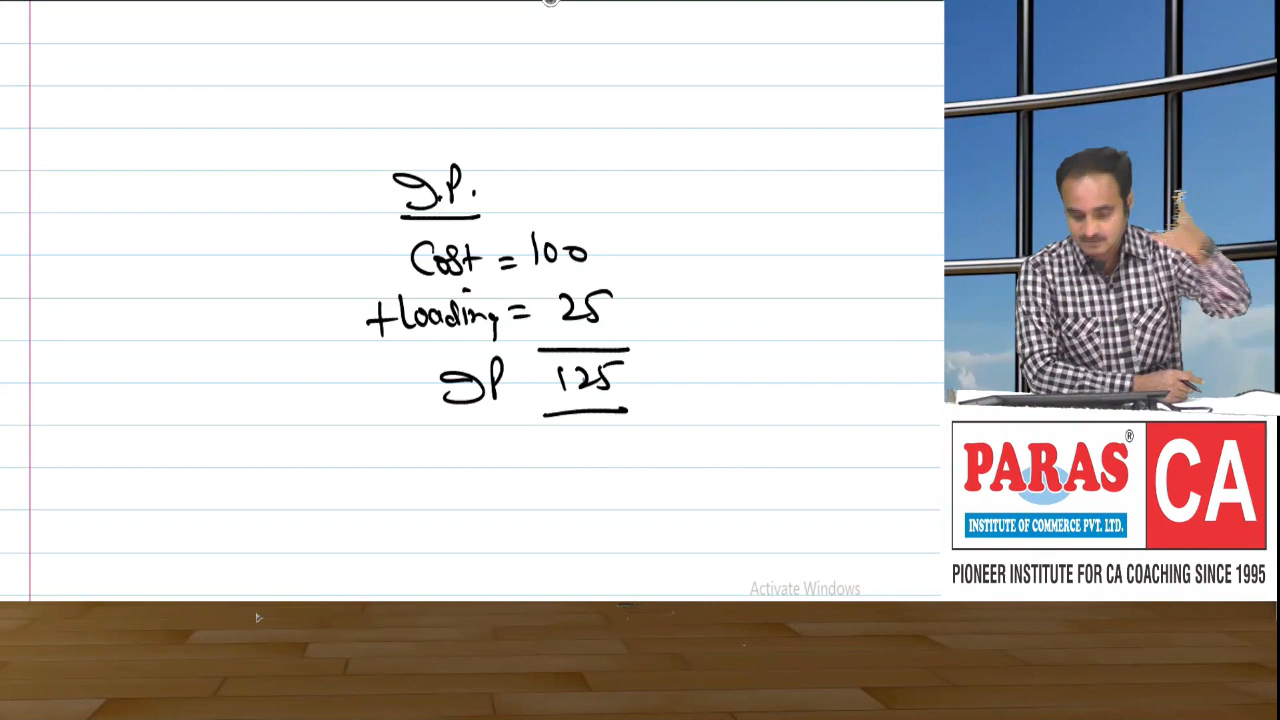 I.P.
Cost = 100
+Loading = 25
IP 125
Activate Windows
PARAS®
INSTITUTE OF COMMERCE PVT. LTD.
CA
PIONEER INSTITUTE FOR CA COACHING SINCE 1995